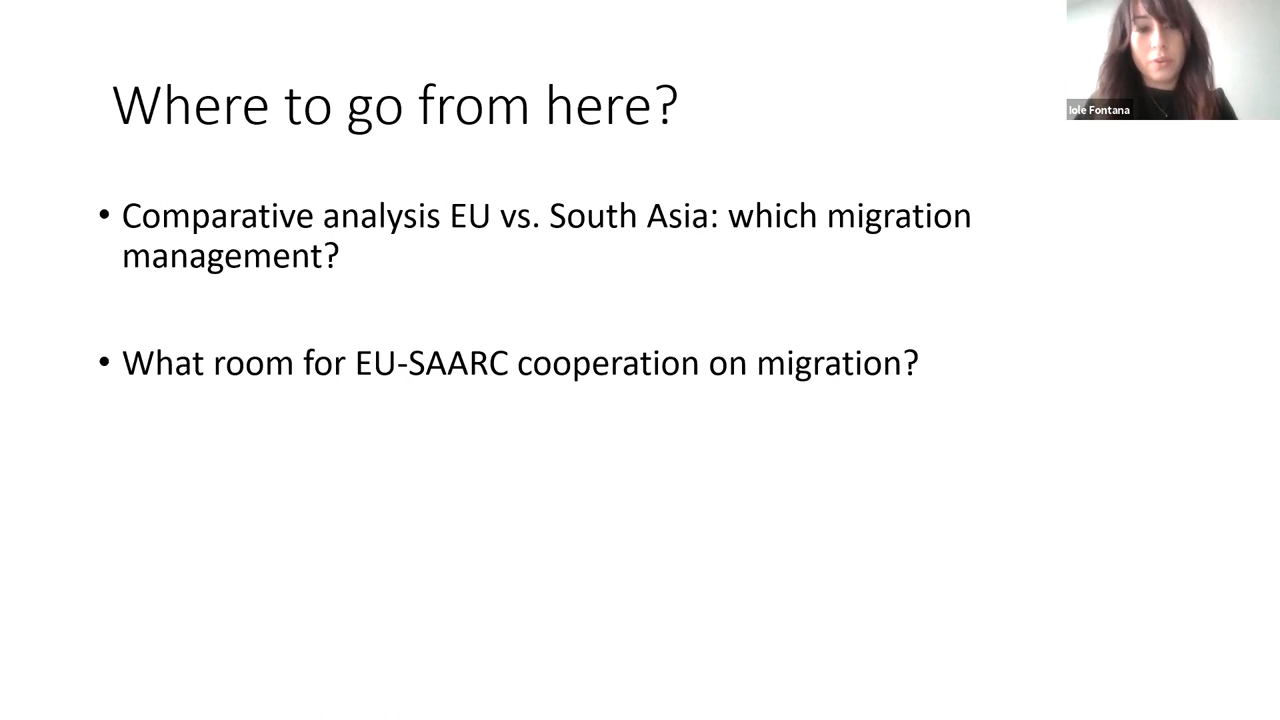 Where to go from here?
Iole Fontana
• Comparative analysis EU vs. South Asia: which migration
management?
• What room for EU-SAARC cooperation on migration?